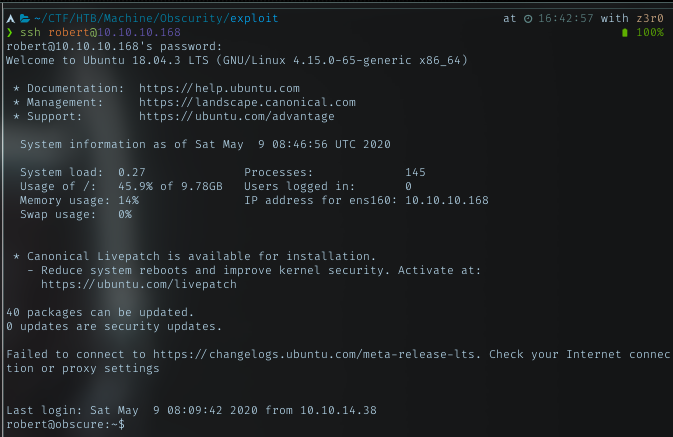 ~/CTF/HTB/Machine/Obscurity/exploit at 16:42:57 with z3r0
❯ ssh robert@10.10.10.168 100%
robert@10.10.10.168's password:
Welcome to Ubuntu 18.04.3 LTS (GNU/Linux 4.15.0-65-generic x86_64)
* Documentation:  https://help.ubuntu.com
* Management:     https://landscape.canonical.com
* Support:        https://ubuntu.com/advantage
System information as of Sat May  9 08:46:56 UTC 2020
System load:  0.27              Processes:            145
Usage of /:   45.9% of 9.78GB   Users logged in:      0
Memory usage: 14%               IP address for ens160: 10.10.10.168
Swap usage:   0%
* Canonical Livepatch is available for installation.
- Reduce system reboots and improve kernel security. Activate at:
https://ubuntu.com/livepatch
40 packages can be updated.
0 updates are security updates.
Failed to connect to https://changelogs.ubuntu.com/meta-release-lts. Check your Internet connec
tion or proxy settings
Last login: Sat May  9 08:09:42 2020 from 10.10.14.38
robert@obscure:~$